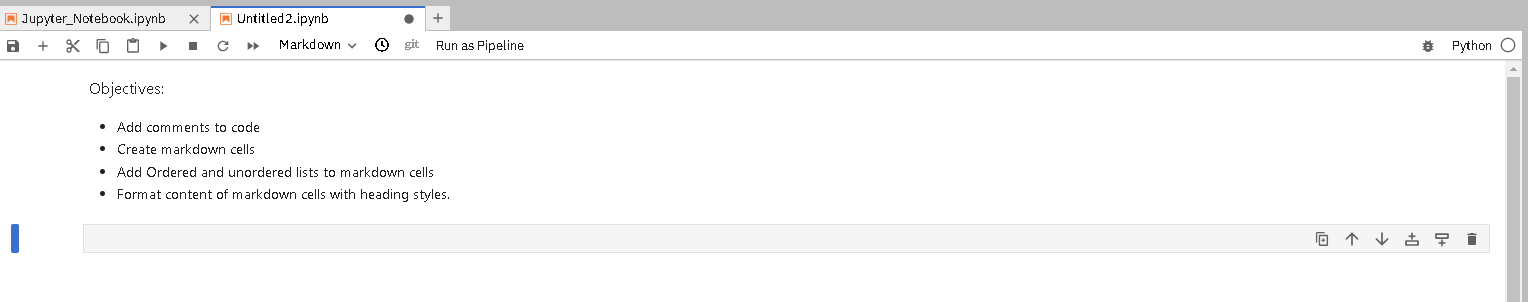 Jupyter_Notebook.ipynb
Untitled2.ipynb
Markdown
git
Run as Pipeline
Python
Objectives:
Add comments to code
Create markdown cells
Add Ordered and unordered lists to markdown cells
Format content of markdown cells with heading styles.